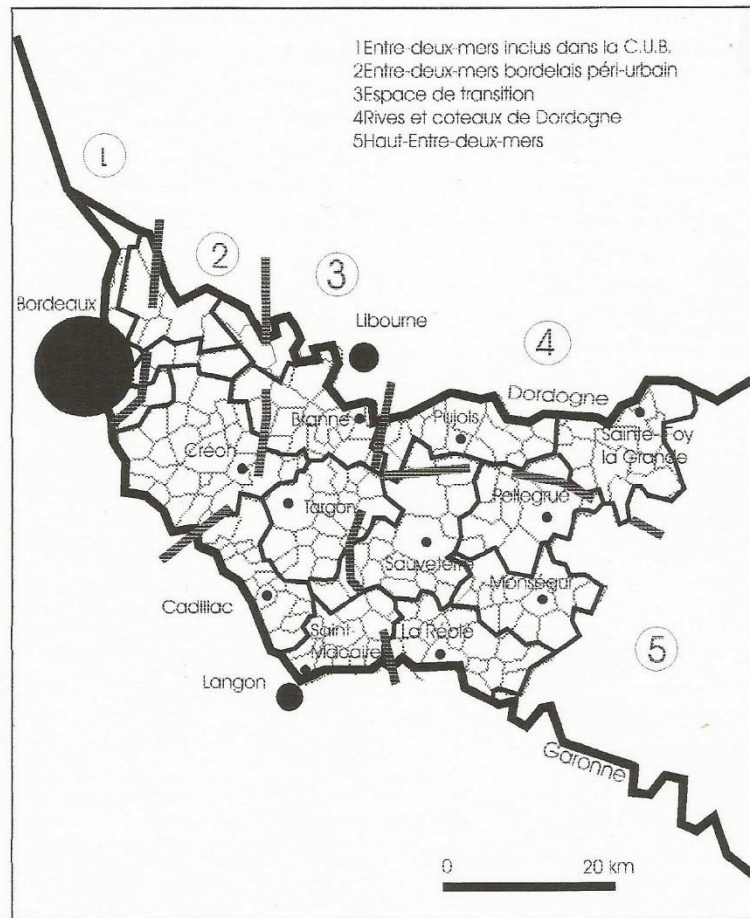 1Entre-deux-mers inclus dans la C.U.B.
2Entre-deux-mers bordelais péri-urbain
3Espace de transition
4Rives et coteaux de Dordogne
5Haut-Entre-deux-mers
1
2
3
Bordeaux
Libourne
4
Dordogne
Branne
Pujols
Sainte-Foy
la Grande
Créon
Pellegrue
Targon
Sauveterre
Monségur
Cadillac
Saint-
Macaire
La Réole
5
Langon
Garonne
0 20 km